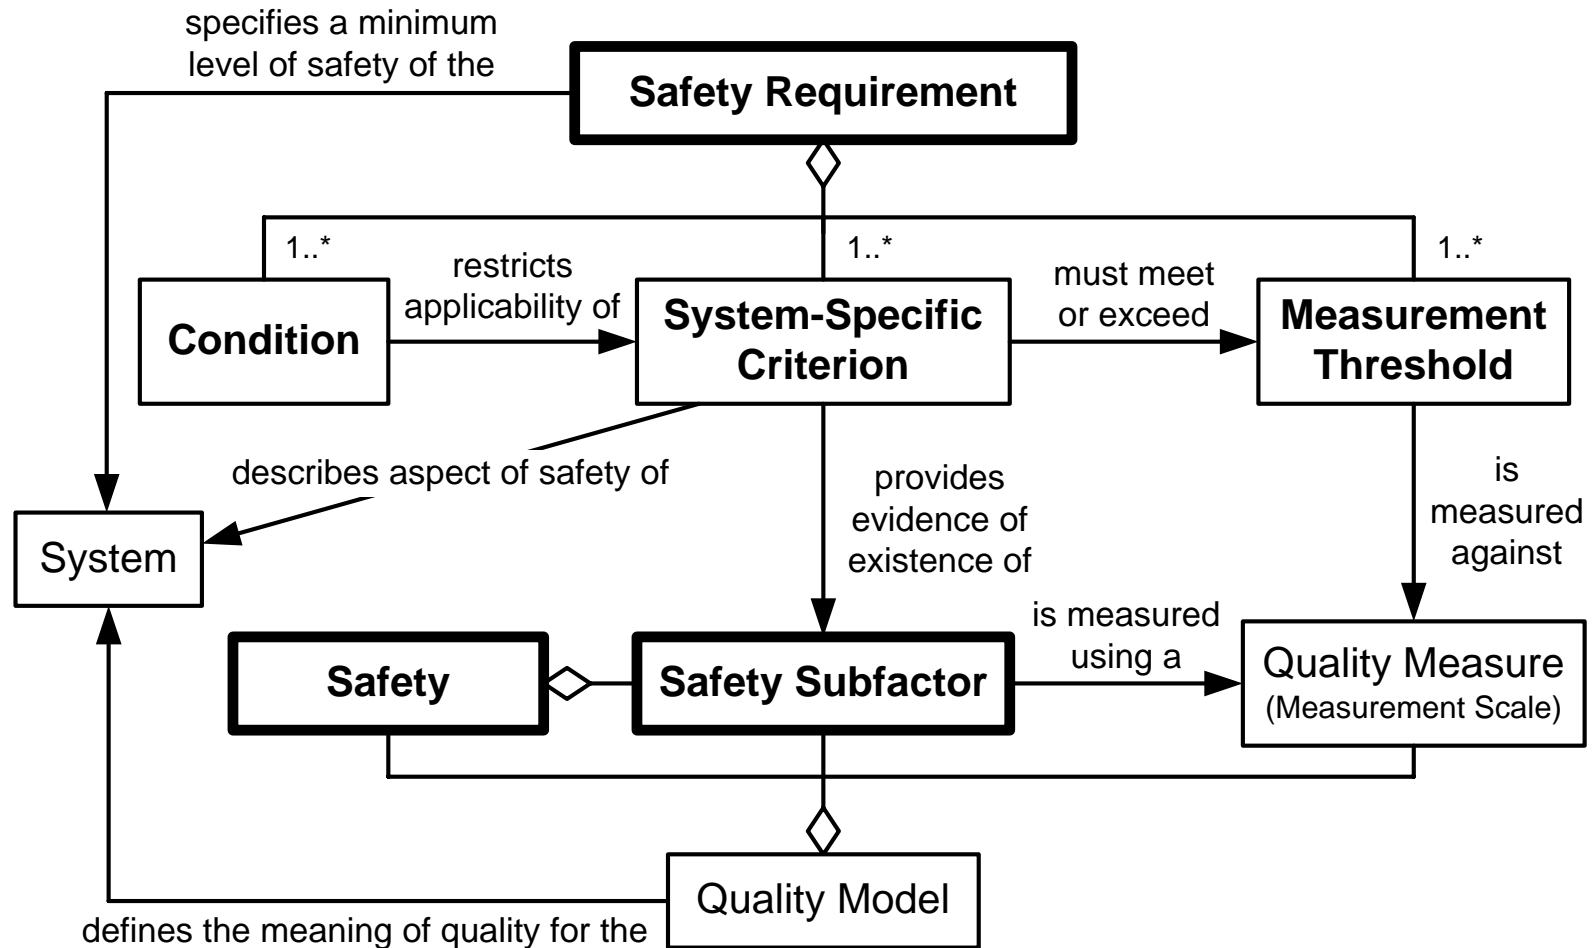 specifies a minimum
level of safety of the
Safety Requirement
1..*
1..*
1..*
restricts
applicability of
must meet
or exceed
Condition
System-Specific
Criterion
Measurement
Threshold
describes aspect of safety of
provides
evidence of
existence of
is
measured
against
System
is measured
using a
Safety
Safety Subfactor
Quality Measure
(Measurement Scale)
Quality Model
defines the meaning of quality for the